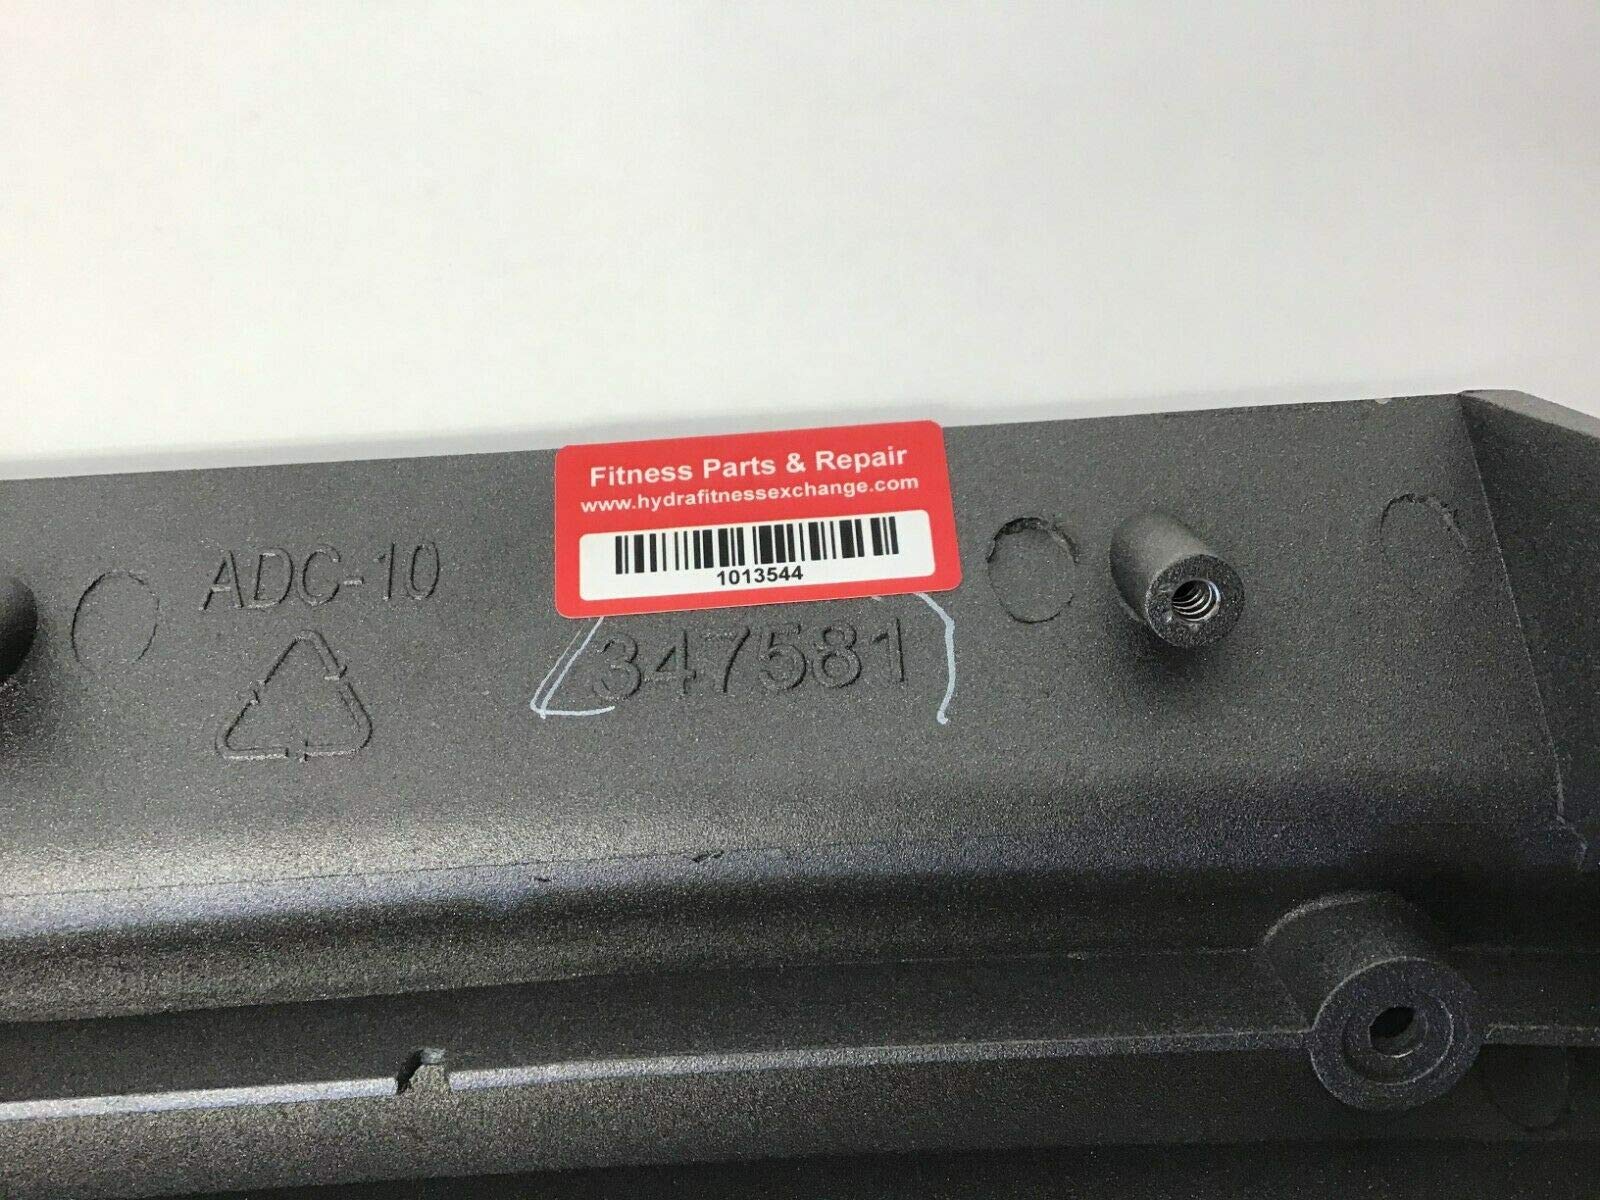 Fitness Parts & Repair
www.hydrafitnessexchange.com
1013544
ADC-10
347581